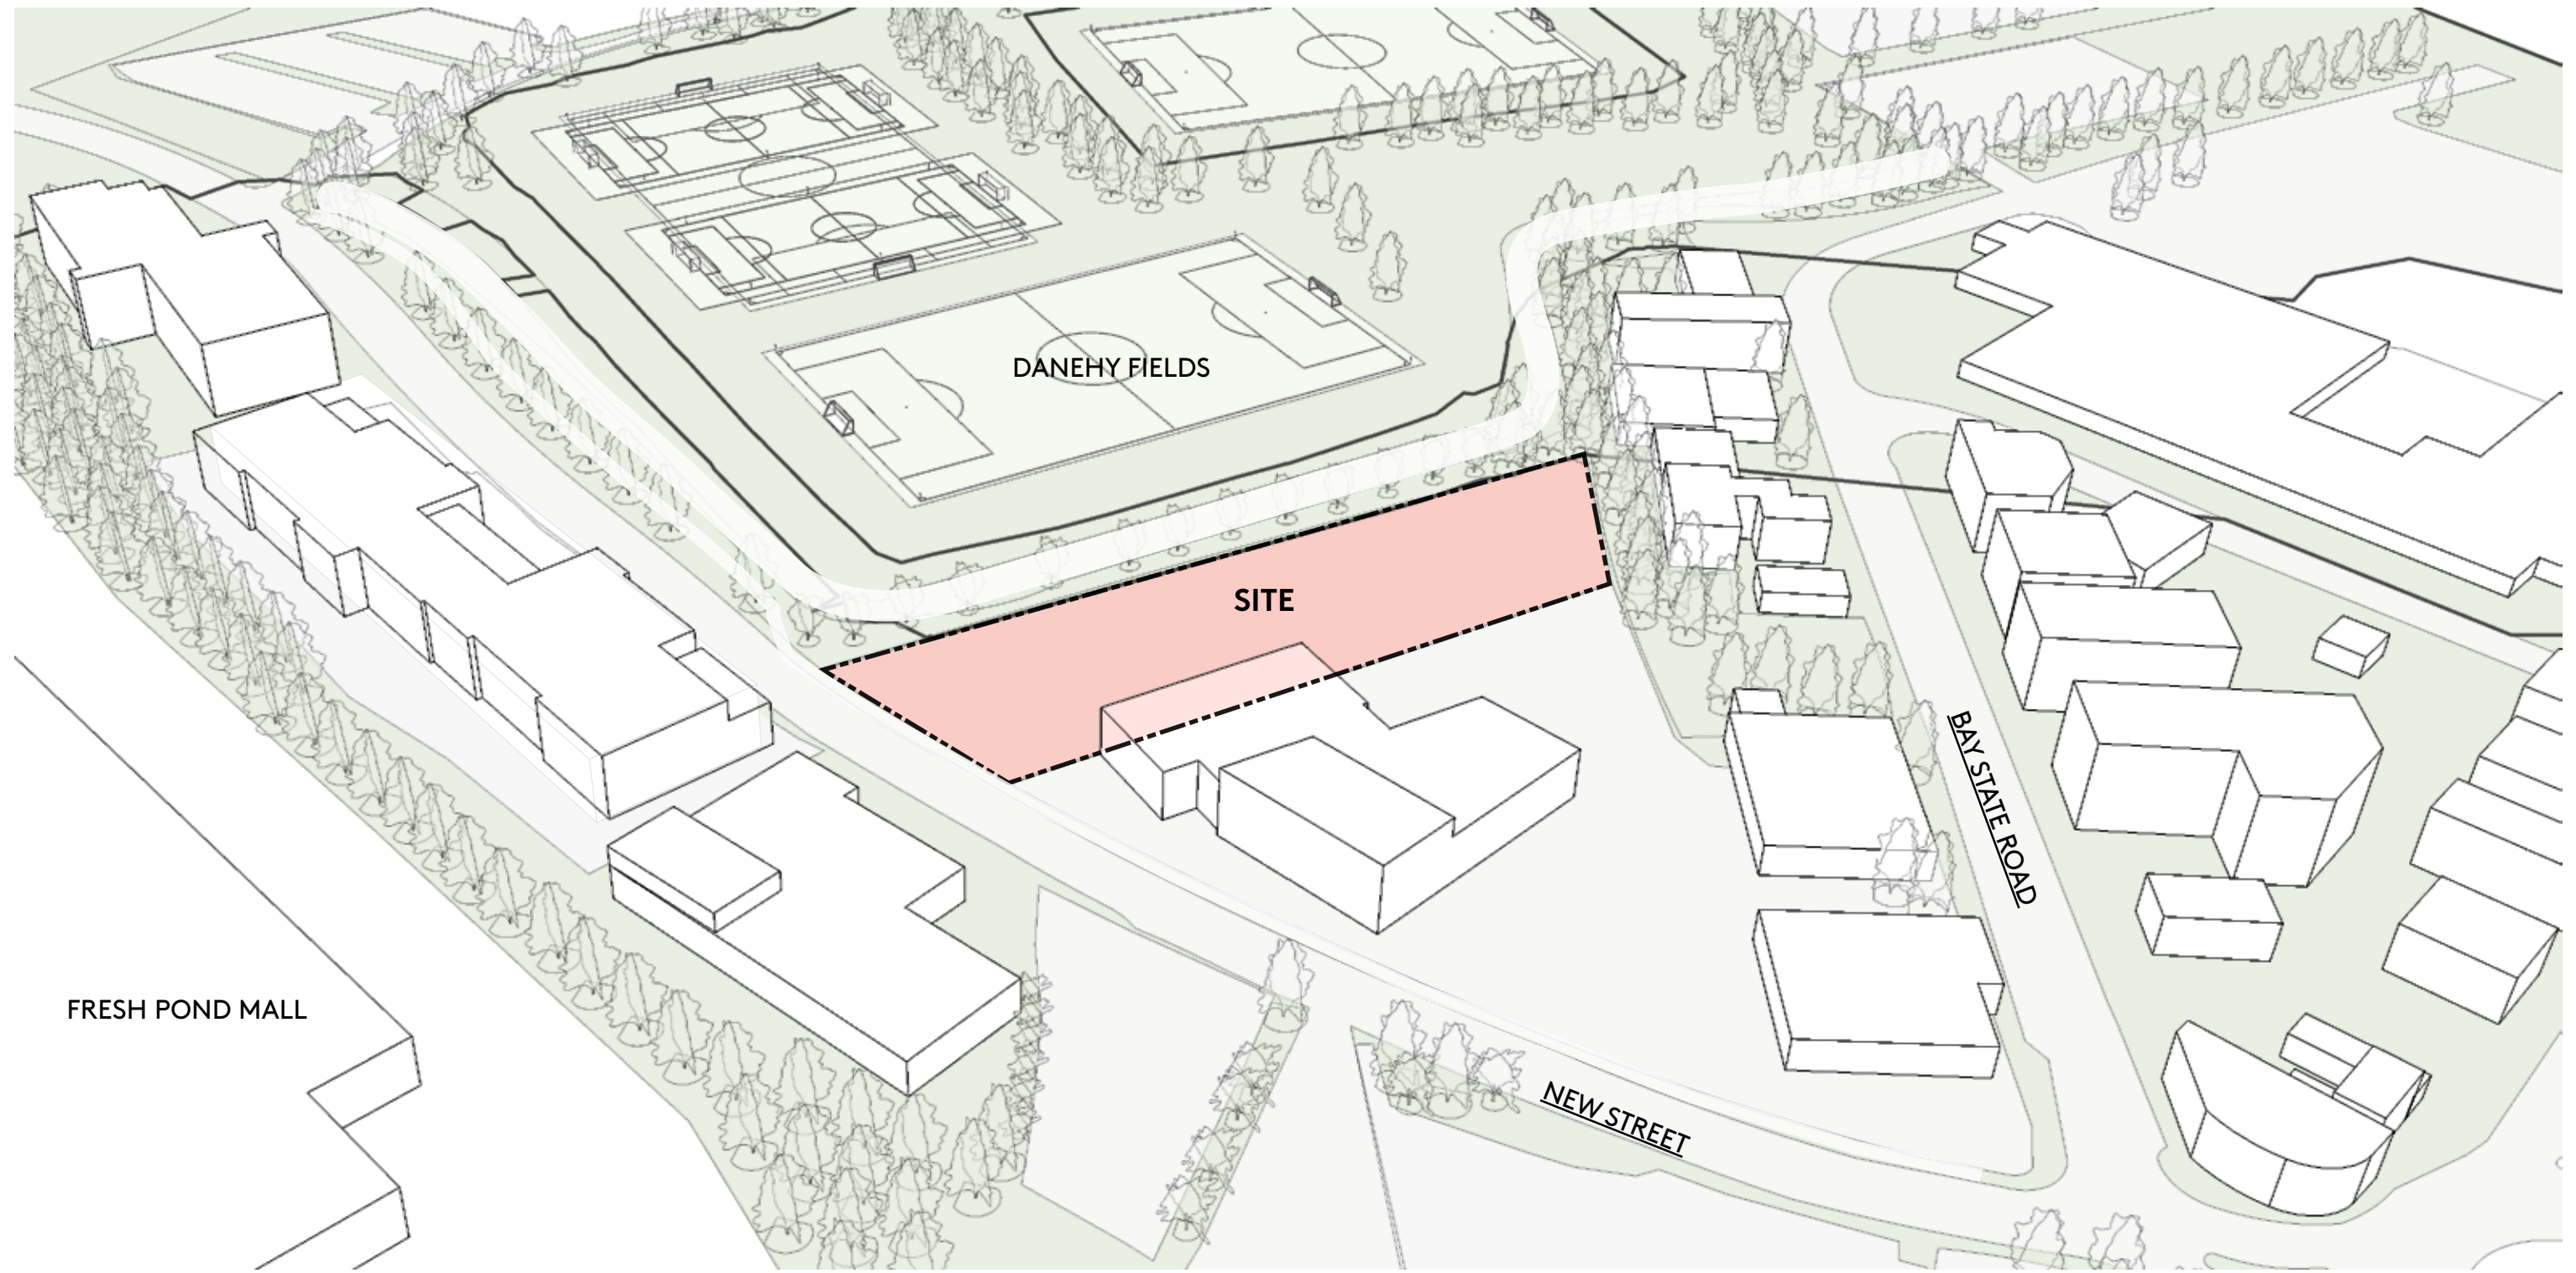 DANEHY FIELDS
SITE
BAY STATE ROAD
FRESH POND MALL
NEW STREET